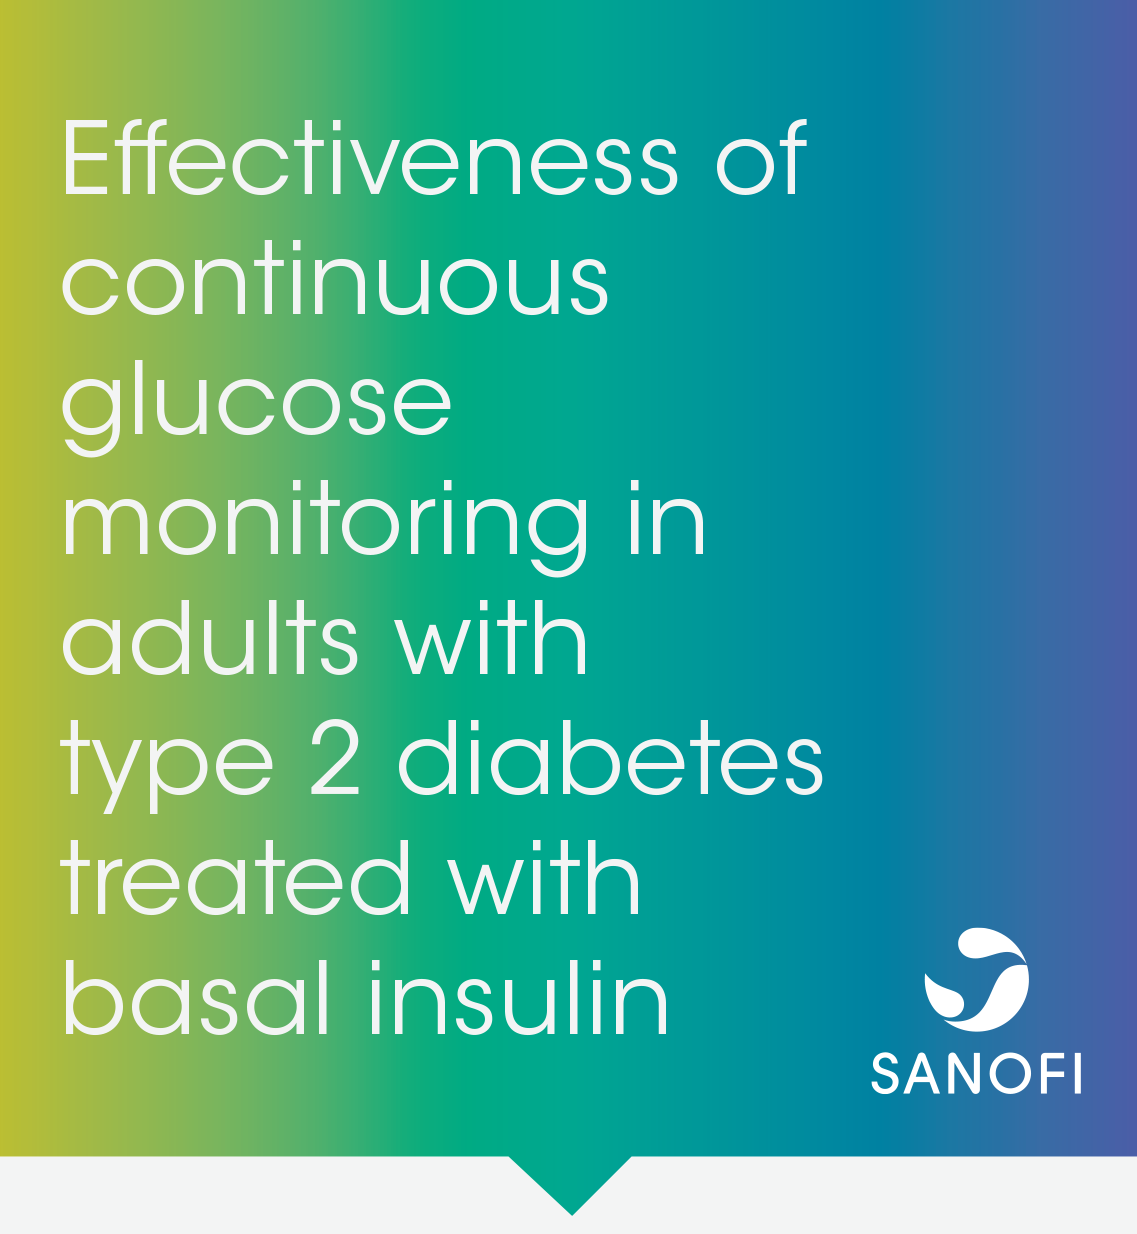 Effectiveness of
continuous
glucose
monitoring in
adults with
type 2 diabetes
treated with
basal insulin
SANOFI